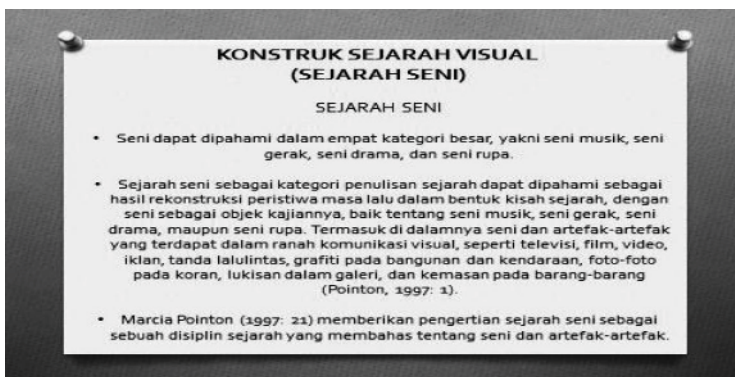 KONSTRUK SEJARAH VISUAL
(SEJARAH SENI)
SEJARAH SENI
• Seni dapat dipahami dalam empat kategori besar, yakni seni musik, seni
gerak, seni drama, dan seni rupa.
• Sejarah seni sebagai kategori penulisan sejarah dapat dipahami sebagai
hasil rekonstruksi peristiwa masa lalu dalam bentuk kisah sejarah, dengan
seni sebagai objek kajiannya, baik tentang seni musik, seni gerak, seni
drama, maupun seni rupa. Termasuk di dalamnya seni dan artefak-artefak
yang terdapat dalam ranah komunikasi visual, seperti televisi, film, video,
iklan, tanda lalulintas, grafiti pada bangunan dan kendaraan, foto-foto
pada koran, lukisan dalam galeri, dan kemasan pada barang-barang
(Pointon, 1997: 1).
• Marcia Pointon (1997: 21) memberikan pengertian sejarah seni sebagai
sebuah disiplin sejarah yang membahas tentang seni dan artefak-artefak.